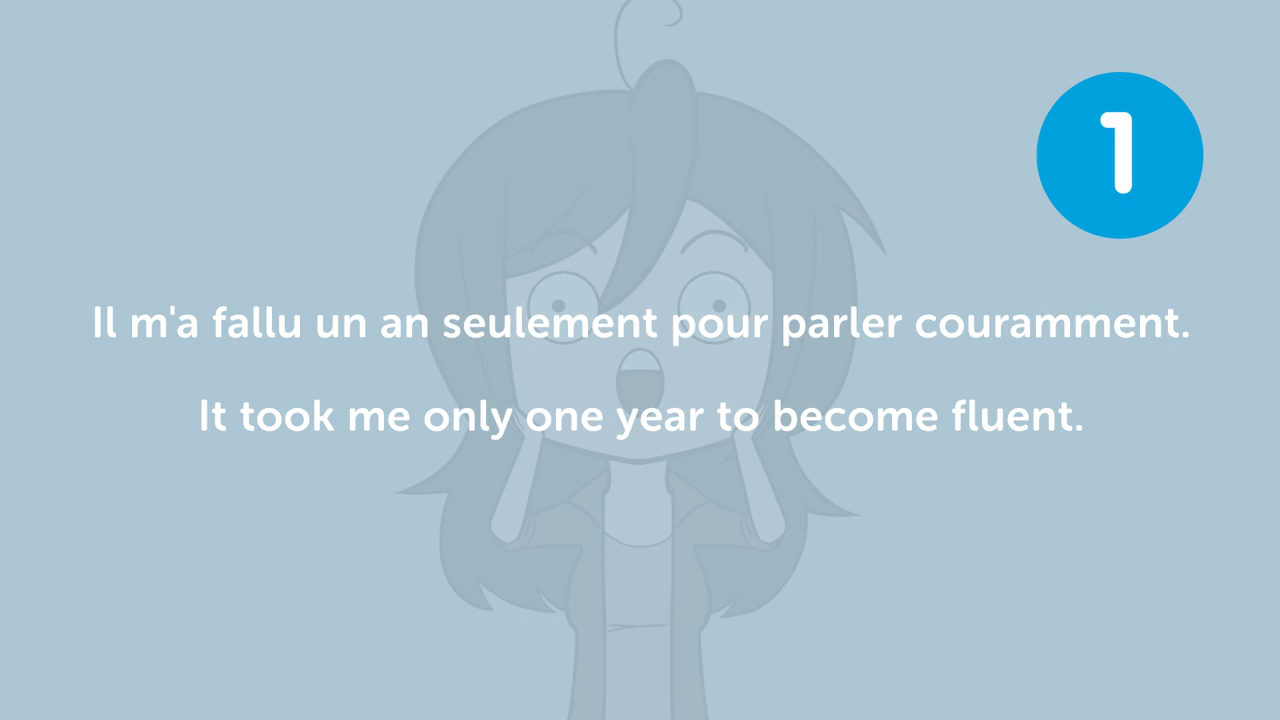 1
Il m'a fallu un an seulement pour parler couramment.
It took me only one year to become fluent.